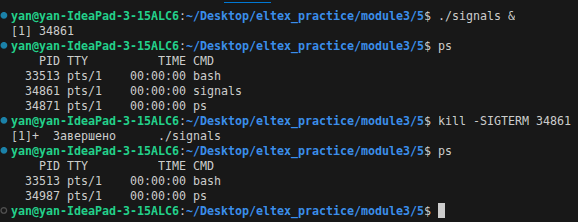 yan@yan-IdeaPad-3-15ALC6:~/Desktop/eltex_practice/module3/5$ ./signals &
[1] 34861
yan@yan-IdeaPad-3-15ALC6:~/Desktop/eltex_practice/module3/5$ ps
    PID TTY          TIME CMD
  33513 pts/1    00:00:00 bash
  34861 pts/1    00:00:00 signals
  34871 pts/1    00:00:00 ps
yan@yan-IdeaPad-3-15ALC6:~/Desktop/eltex_practice/module3/5$ kill -SIGTERM 34861
[1]+  Завершено      ./signals
yan@yan-IdeaPad-3-15ALC6:~/Desktop/eltex_practice/module3/5$ ps
    PID TTY          TIME CMD
  33513 pts/1    00:00:00 bash
  34987 pts/1    00:00:00 ps
yan@yan-IdeaPad-3-15ALC6:~/Desktop/eltex_practice/module3/5$